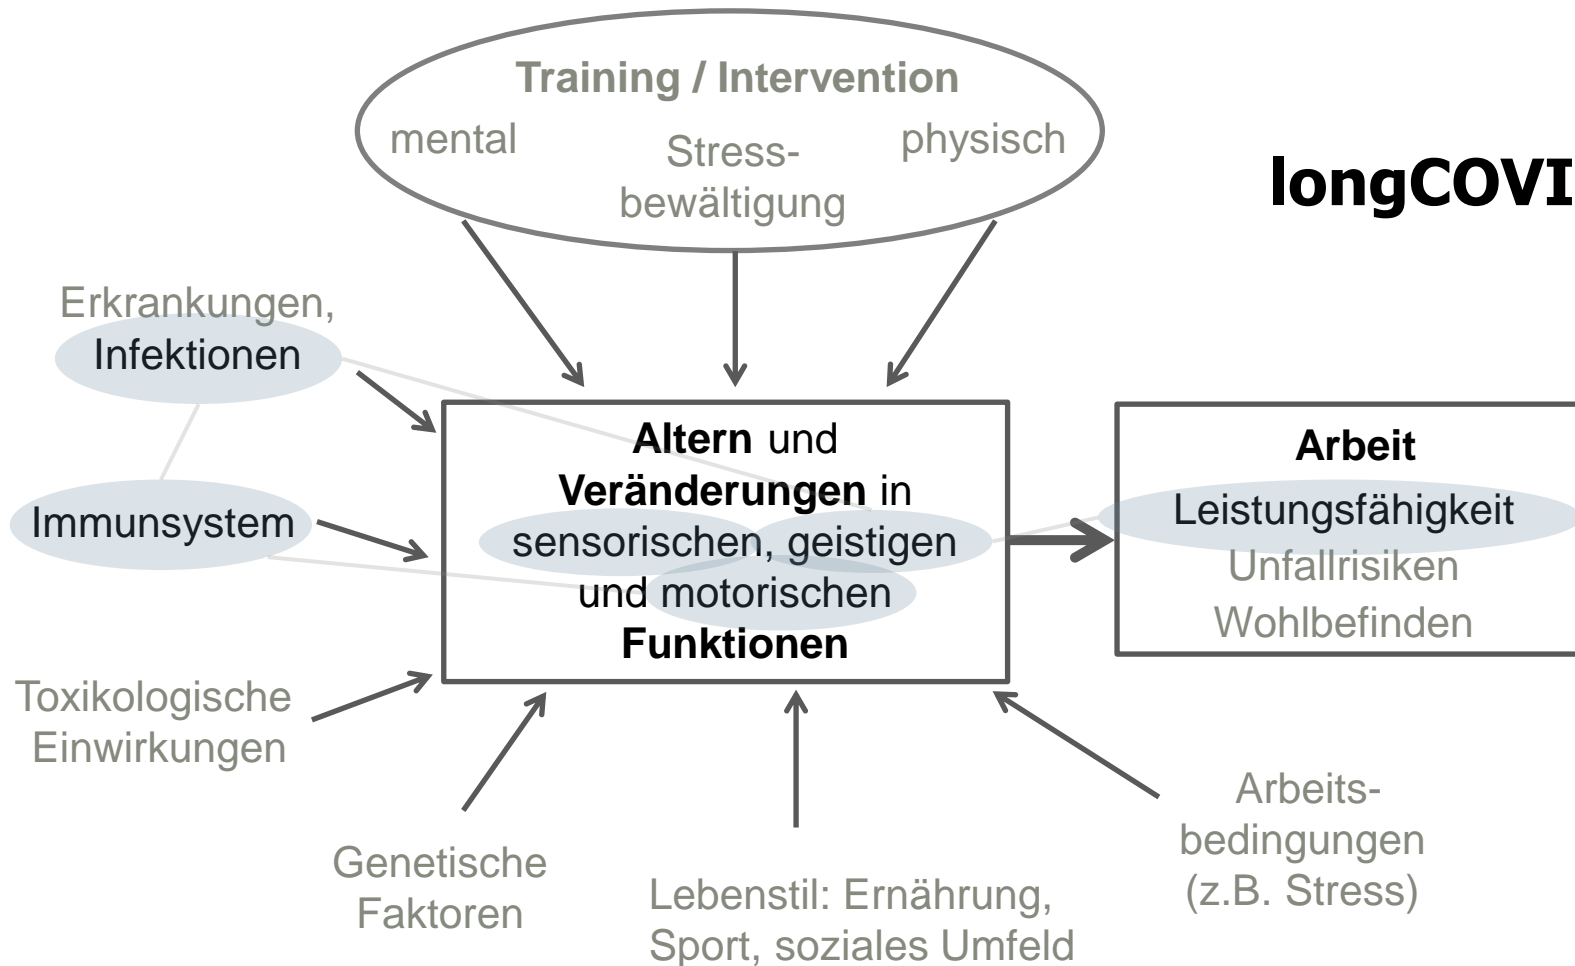 Training / Intervention
mental
Stress-
bewältigung
physisch
longCOVI
Erkrankungen,
Infektionen
Immunsystem
Altern und
Veränderungen in
sensorischen, geistigen
und motorischen
Funktionen
Arbeit
Leistungsfähigkeit
Unfallrisiken
Wohlbefinden
Toxikologische
Einwirkungen
Genetische
Faktoren
Lebenstil: Ernährung,
Sport, soziales Umfeld
Arbeits-
bedingungen
(z.B. Stress)